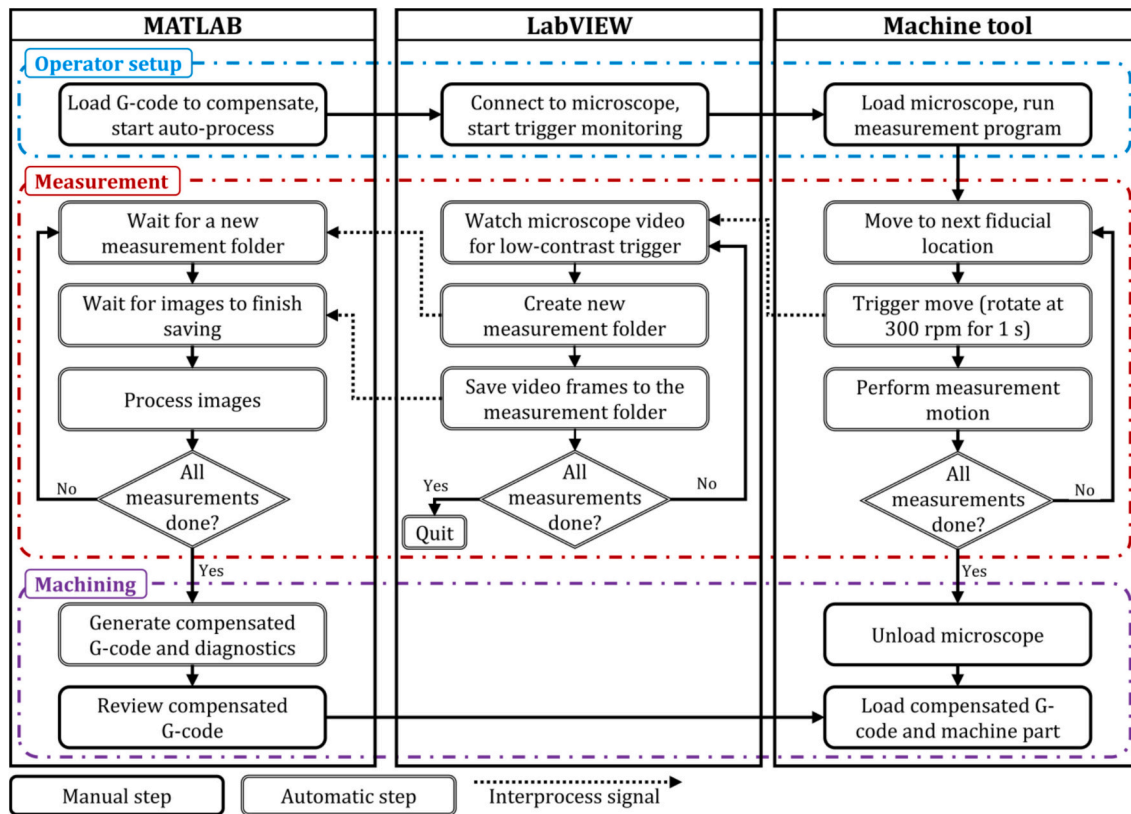 MATLAB
LabVIEW
Machine tool
Operator setup
Load G-code to compensate,
start auto-process
Connect to microscope,
start trigger monitoring
Load microscope, run
measurement program
Measurement
Wait for a new
measurement folder
Watch microscope video
for low-contrast trigger
Move to next fiducial
location
Wait for images to finish
saving
Create new
measurement folder
Trigger move (rotate at
300 rpm for 1 s)
Process images
Save video frames to the
measurement folder
Perform measurement
motion
No
All
measurements
done?
Yes
Quit
All
measurements
done?
No
All
measurements
done?
No
Yes
Yes
Machining
Generate compensated
G-code and diagnostics
Unload microscope
Review compensated
G-code
Load compensated G-
code and machine part
Manual step
Automatic step
Interprocess signal